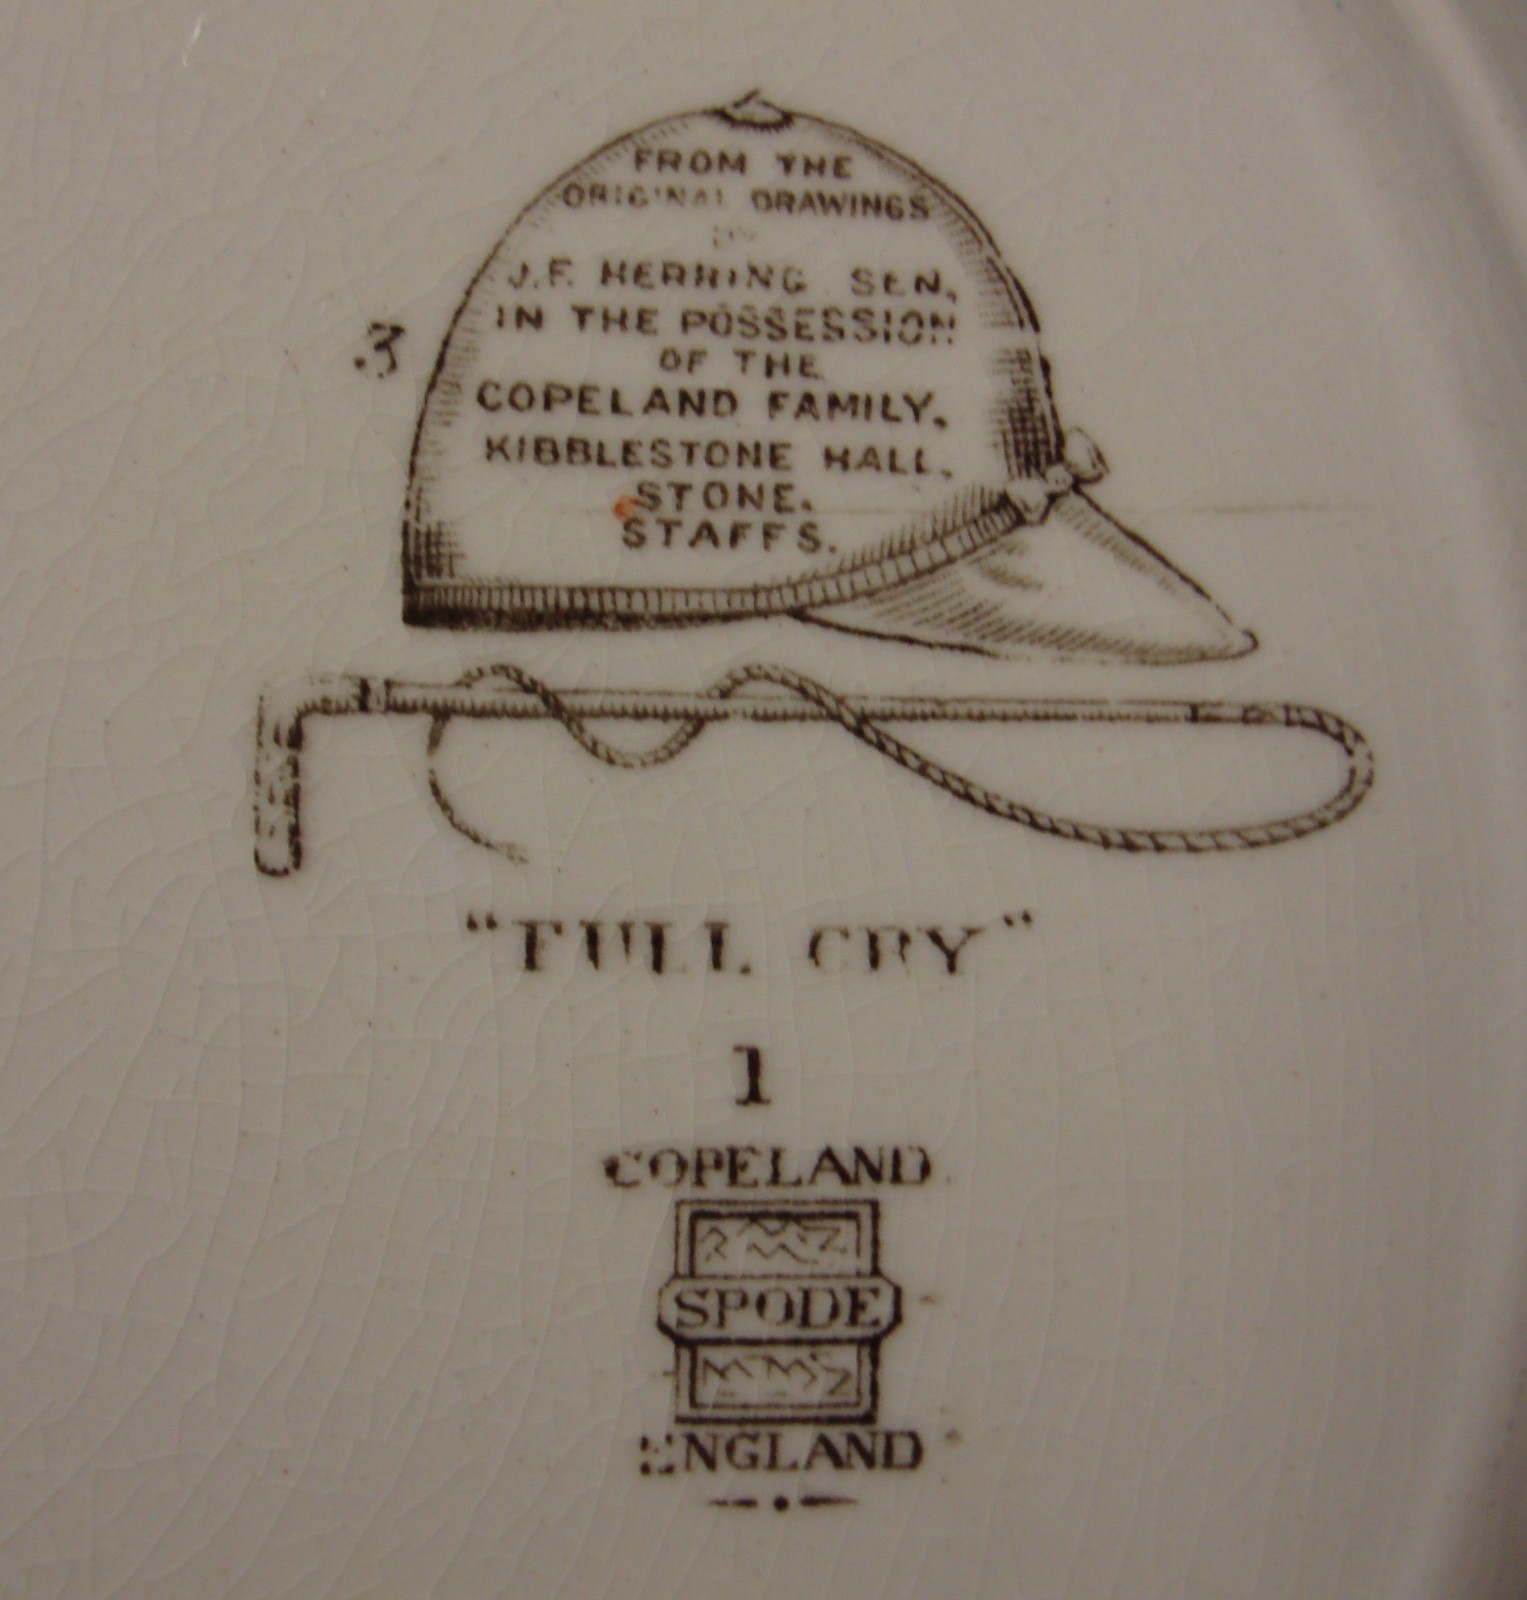 FROM THE
ORIGINAL DRAWINGS
BY
J.F. HERRING SEN,
IN THE POSSESSION
OF THE
COPELAND FAMILY,
KIBBLESTONE HALL,
STONE.
STAFFS.
3
"FULL CRY"
1
COPELAND
SPODE
ENGLAND